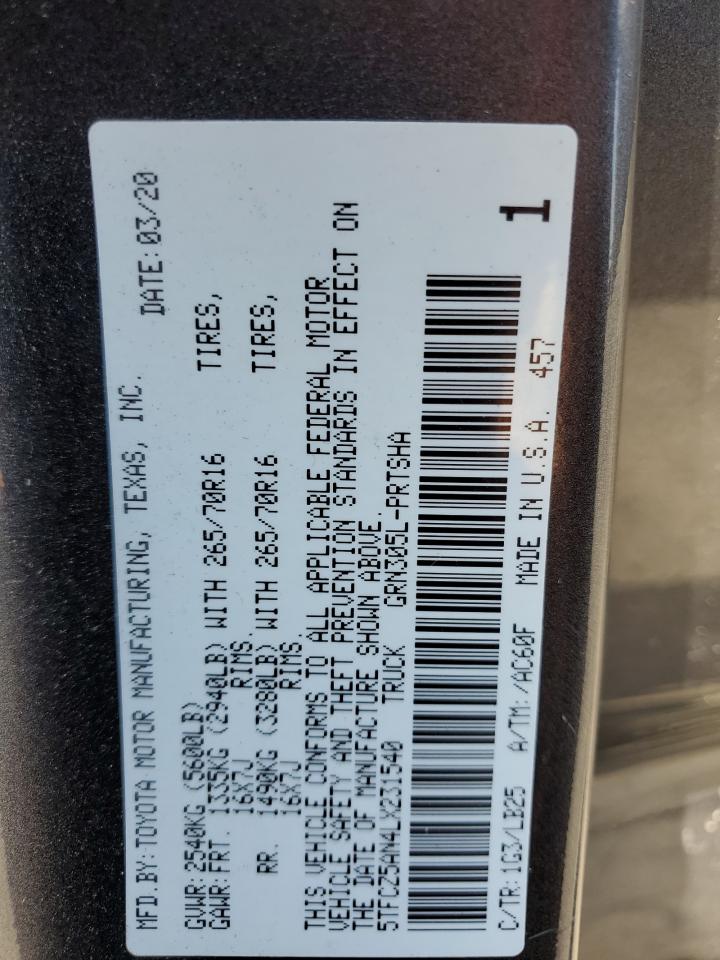 MFD.BY:TOYOTA MOTOR MANUFACTURING, TEXAS, INC. DATE:03/20
GVWR:2540KG (5600LB)
GAWR:FRT. 1335KG (2940LB) WITH 265/70R16 TIRES,
16X7J RIMS.
RR. 1490KG (3280LB) WITH 265/70R16 TIRES,
16X7J RIMS.
THIS VEHICLE CONFORMS TO ALL APPLICABLE FEDERAL MOTOR
VEHICLE SAFETY AND THEFT PREVENTION STANDARDS IN EFFECT ON
THE DATE OF MANUFACTURE SHOWN ABOVE.
5TFCZ5AN4LX231540 TRUCK GRN305L-PRTSHA
C/TR:1G3/LB25 A/TM:/AC60F MADE IN U.S.A. 457
1